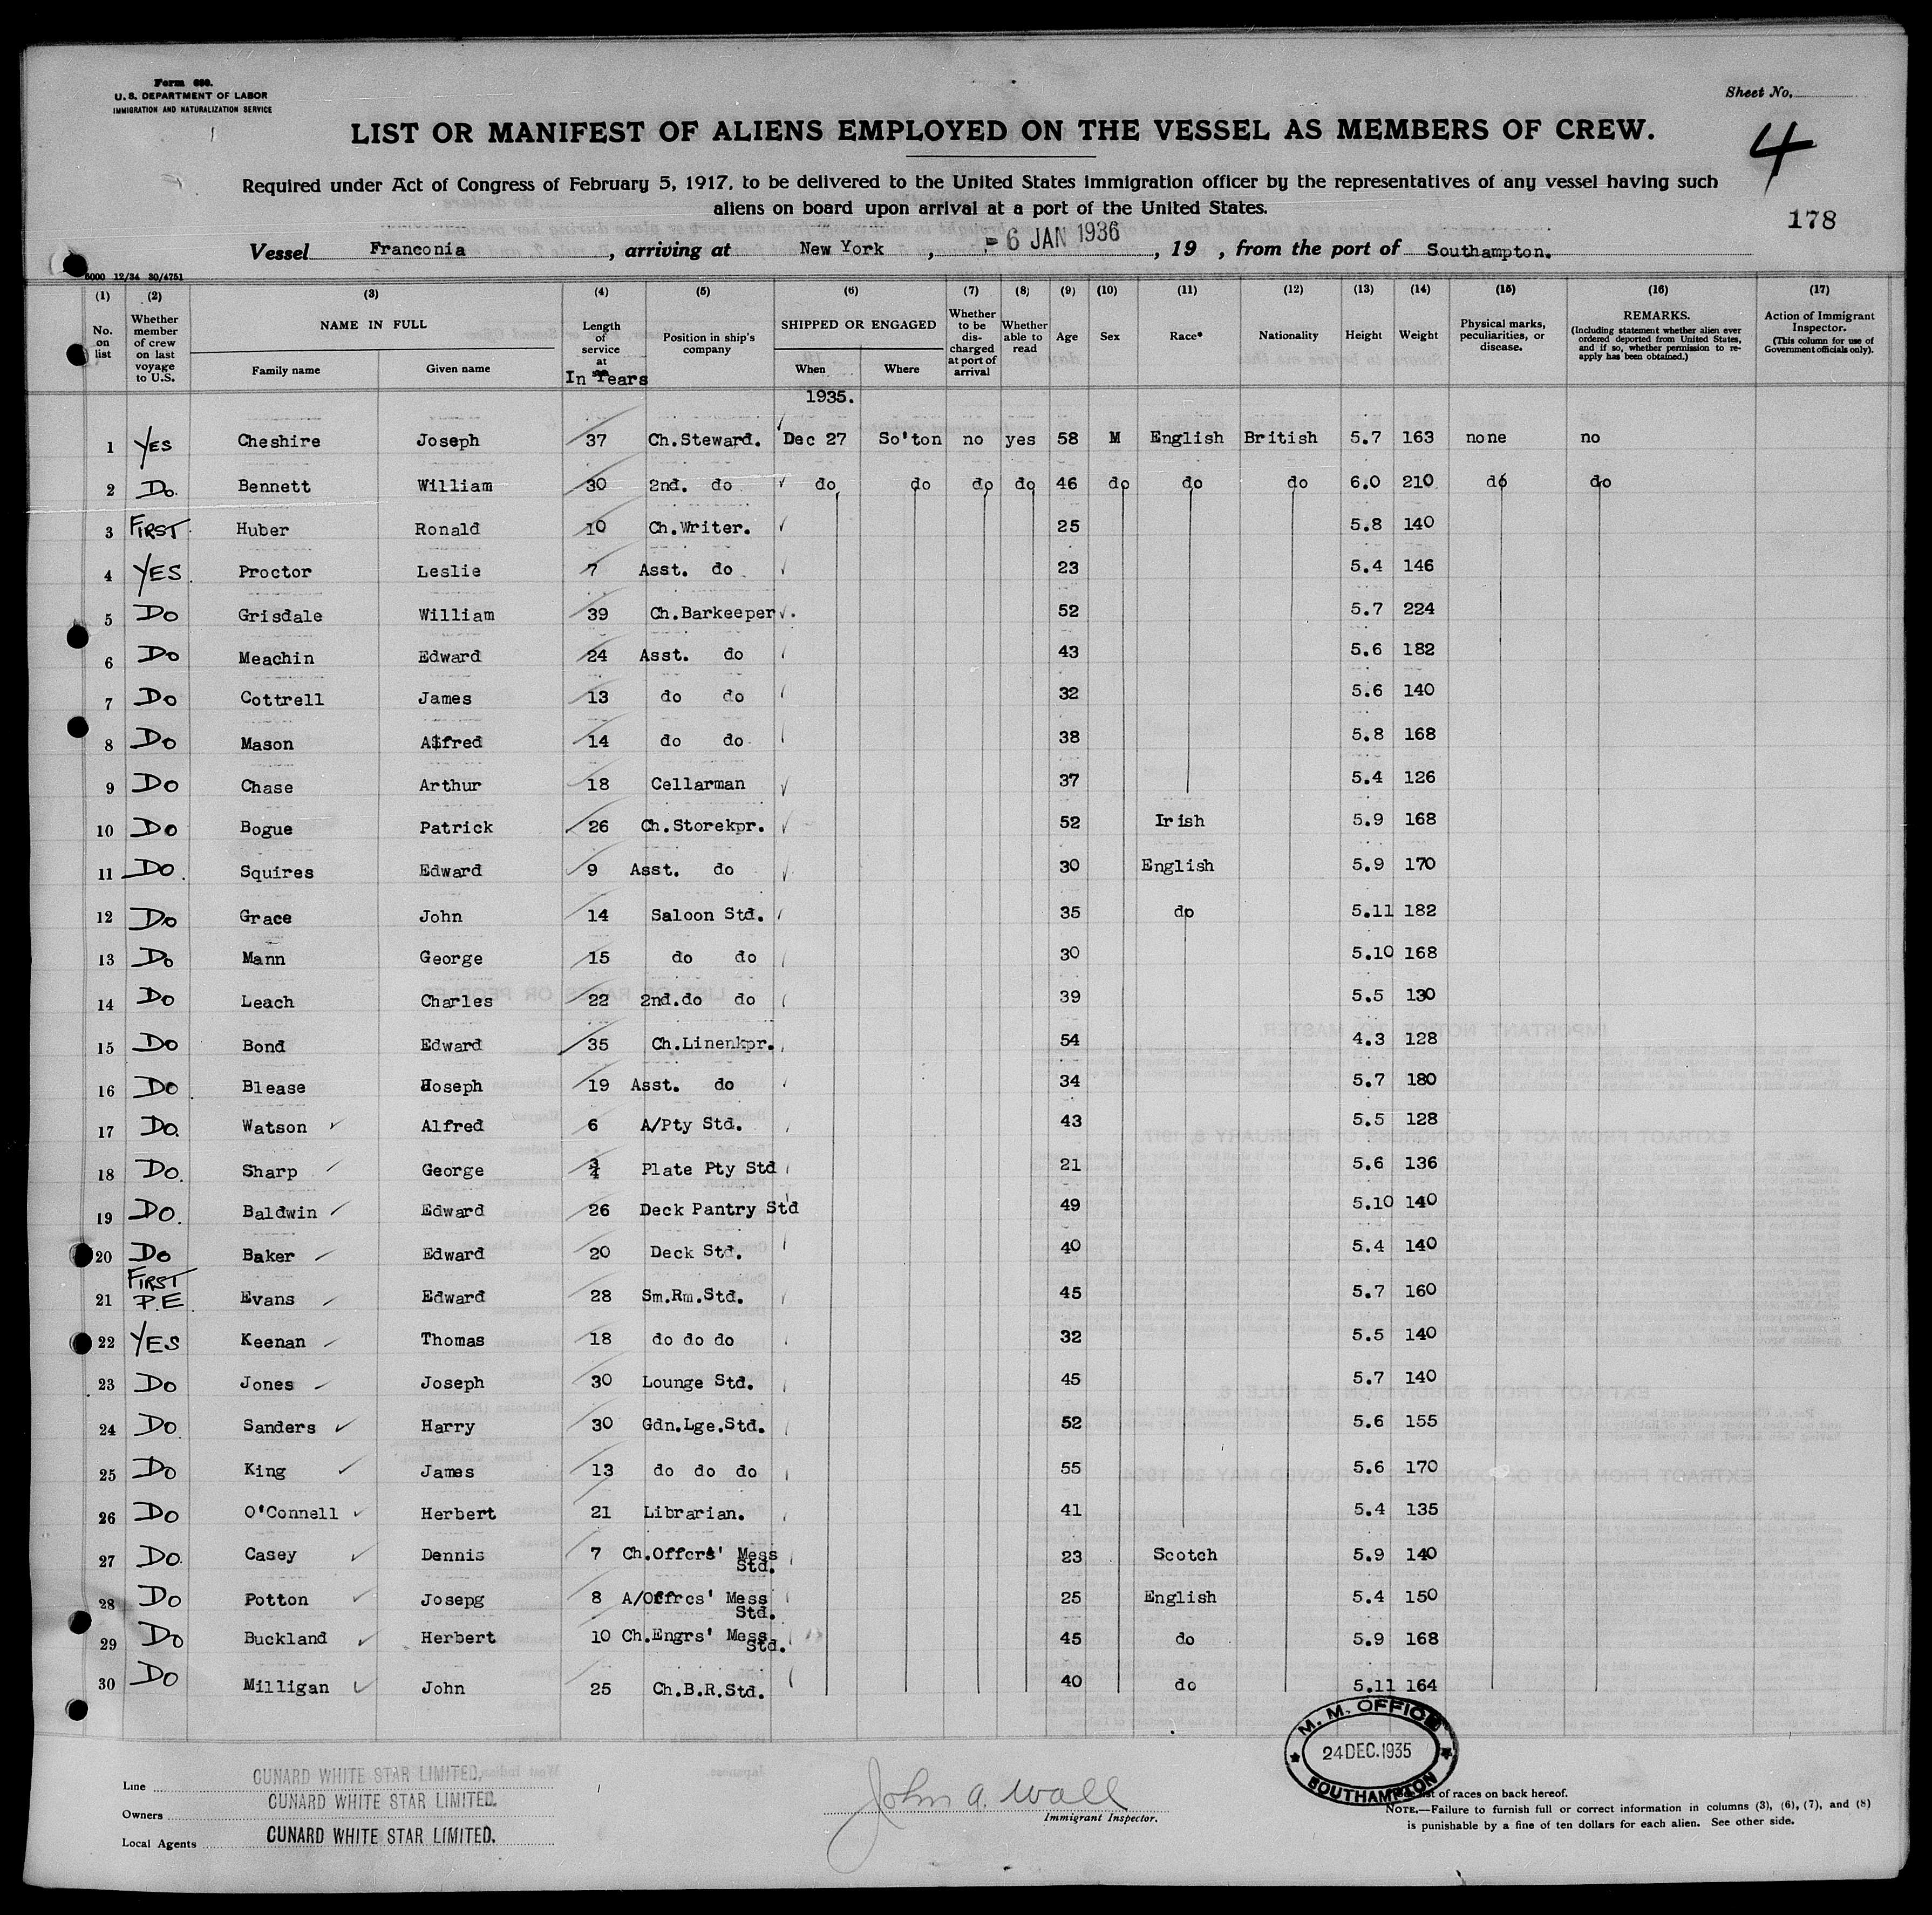 Form 680.
U. S. DEPARTMENT OF LABOR
IMMIGRATION AND NATURALIZATION SERVICE
Sheet No.
LIST OR MANIFEST OF ALIENS EMPLOYED ON THE VESSEL AS MEMBERS OF CREW.
4
Required under Act of Congress of February 5, 1917, to be delivered to the United States immigration officer by the representatives of any vessel having such
aliens on board upon arrival at a port of the United States.
178
Vessel Franconia, arriving at New York, - 6 JAN 1936, 19 , from the port of Southampton.
5000 12/34 30/4751
(1) (2) (3) (4) (5) (6) (7) (8) (9) (10) (11) (12) (13) (14) (15) (16) (17)
No. on list
Whether member of crew on last voyage to U.S.
NAME IN FULL
Family name Given name
Length of service at
In Years
Position in ship's company
SHIPPED OR ENGAGED
When Where
Whether to be discharged at port of arrival
Whether able to read
Age Sex Race* Nationality Height Weight
Physical marks, peculiarities, or disease.
REMARKS.
(Including statement whether alien ever ordered deported from United States, and if so, whether permission to reapply has been obtained.)
Action of Immigrant Inspector.
(This column for use of Government officials only).
1935.
1 YES Cheshire Joseph 37 Ch.Steward. Dec 27 So'ton no yes 58 M English British 5.7 163 none no
2 Do. Bennett William 30 2nd. do do do do do 46 do do do 6.0 210 do do
3 FIRST Huber Ronald 10 Ch.Writer. 25 5.8 140
4 YES Proctor Leslie 7 Asst. do 23 5.4 146
5 Do Grisdale William 39 Ch.Barkeeper. 52 5.7 224
6 Do Meachin Edward 24 Asst. do 43 5.6 182
7 Do Cottrell James 13 do do 32 5.6 140
8 Do Mason Alfred 14 do do 38 5.8 168
9 Do Chase Arthur 18 Cellarman 37 5.4 126
10 Do Bogue Patrick 26 Ch.Storekpr. 52 Irish 5.9 168
11 Do. Squires Edward 9 Asst. do 30 English 5.9 170
12 Do Grace John 14 Saloon Std. 35 do 5.11 182
13 Do Mann George 15 do do 30 5.10 168
14 Do Leach Charles 22 2nd.do do 39 5.5 130
15 Do Bond Edward 35 Ch.Linenkpr. 54 4.3 128
16 Do Blease Joseph 19 Asst. do 34 5.7 180
17 Do. Watson Alfred 6 A/Pty Std. 43 5.5 128
18 Do. Sharp George 3/4 Plate Pty Std 21 5.6 136
19 Do. Baldwin Edward 26 Deck Pantry Std 49 5.10 140
20 Do Baker Edward 20 Deck Std. 40 5.4 140
21 FIRST P.E Evans Edward 28 Sm.Rm.Std. 45 5.7 160
22 YES Keenan Thomas 18 do do do 32 5.5 140
23 Do Jones Joseph 30 Lounge Std. 45 5.7 140
24 Do Sanders Harry 30 Gdn.Lge.Std. 52 5.6 155
25 Do King James 13 do do do 55 5.6 170
26 Do O'Connell Herbert 21 Librarian. 41 5.4 135
27 Do. Casey Dennis 7 Ch.Offcrs' Mess Std. 23 Scotch 5.9 140
28 Do Potton Josepg 8 A/Offrcs' Mess Std. 25 English 5.4 150
29 Do Buckland Herbert 10 Ch.Engrs' Mess Std. 45 do 5.9 168
30 Do Milligan John 25 Ch.B.R.Std. 40 do 5.11 164
M. M. OFFICE
24 DEC. 1935
SOUTHAMPTON
Line CUNARD WHITE STAR LIMITED.
Owners CUNARD WHITE STAR LIMITED.
Local Agents CUNARD WHITE STAR LIMITED.
John A. Wall
Immigrant Inspector.
list of races on back hereof.
NOTE.—Failure to furnish full or correct information in columns (3), (6), (7), and (8)
is punishable by a fine of ten dollars for each alien. See other side.